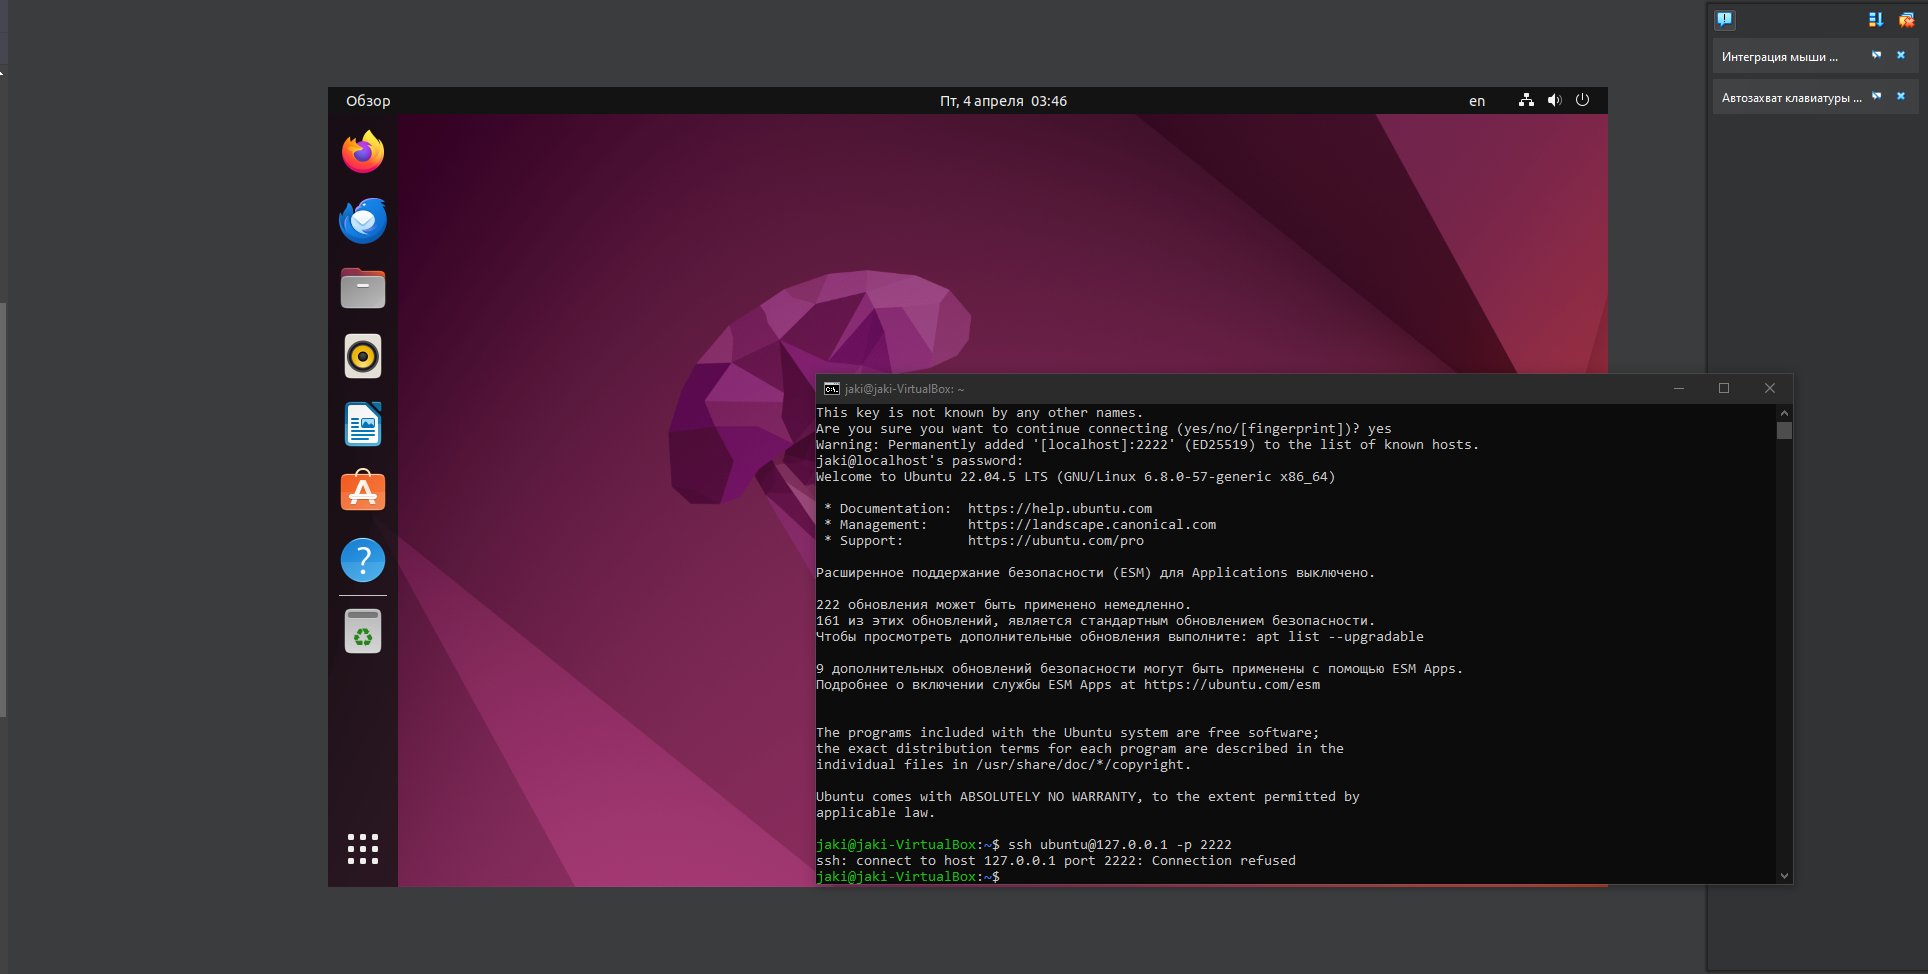 Интеграция мыши ...
Автозахват клавиатуры ...
Обзор
Пт, 4 апреля 03:46
en
jaki@jaki-VirtualBox: ~
This key is not known by any other names.
Are you sure you want to continue connecting (yes/no/[fingerprint])? yes
Warning: Permanently added '[localhost]:2222' (ED25519) to the list of known hosts.
jaki@localhost's password:
Welcome to Ubuntu 22.04.5 LTS (GNU/Linux 6.8.0-57-generic x86_64)
* Documentation: https://help.ubuntu.com
* Management: https://landscape.canonical.com
* Support: https://ubuntu.com/pro
Расширенное поддержание безопасности (ESM) для Applications выключено.
222 обновления может быть применено немедленно.
161 из этих обновлений, является стандартным обновлением безопасности.
Чтобы просмотреть дополнительные обновления выполните: apt list --upgradable
9 дополнительных обновлений безопасности могут быть применены с помощью ESM Apps.
Подробнее о включении службы ESM Apps at https://ubuntu.com/esm
The programs included with the Ubuntu system are free software;
the exact distribution terms for each program are described in the
individual files in /usr/share/doc/*/copyright.
Ubuntu comes with ABSOLUTELY NO WARRANTY, to the extent permitted by
applicable law.
jaki@jaki-VirtualBox:~$ ssh ubuntu@127.0.0.1 -p 2222
ssh: connect to host 127.0.0.1 port 2222: Connection refused
jaki@jaki-VirtualBox:~$